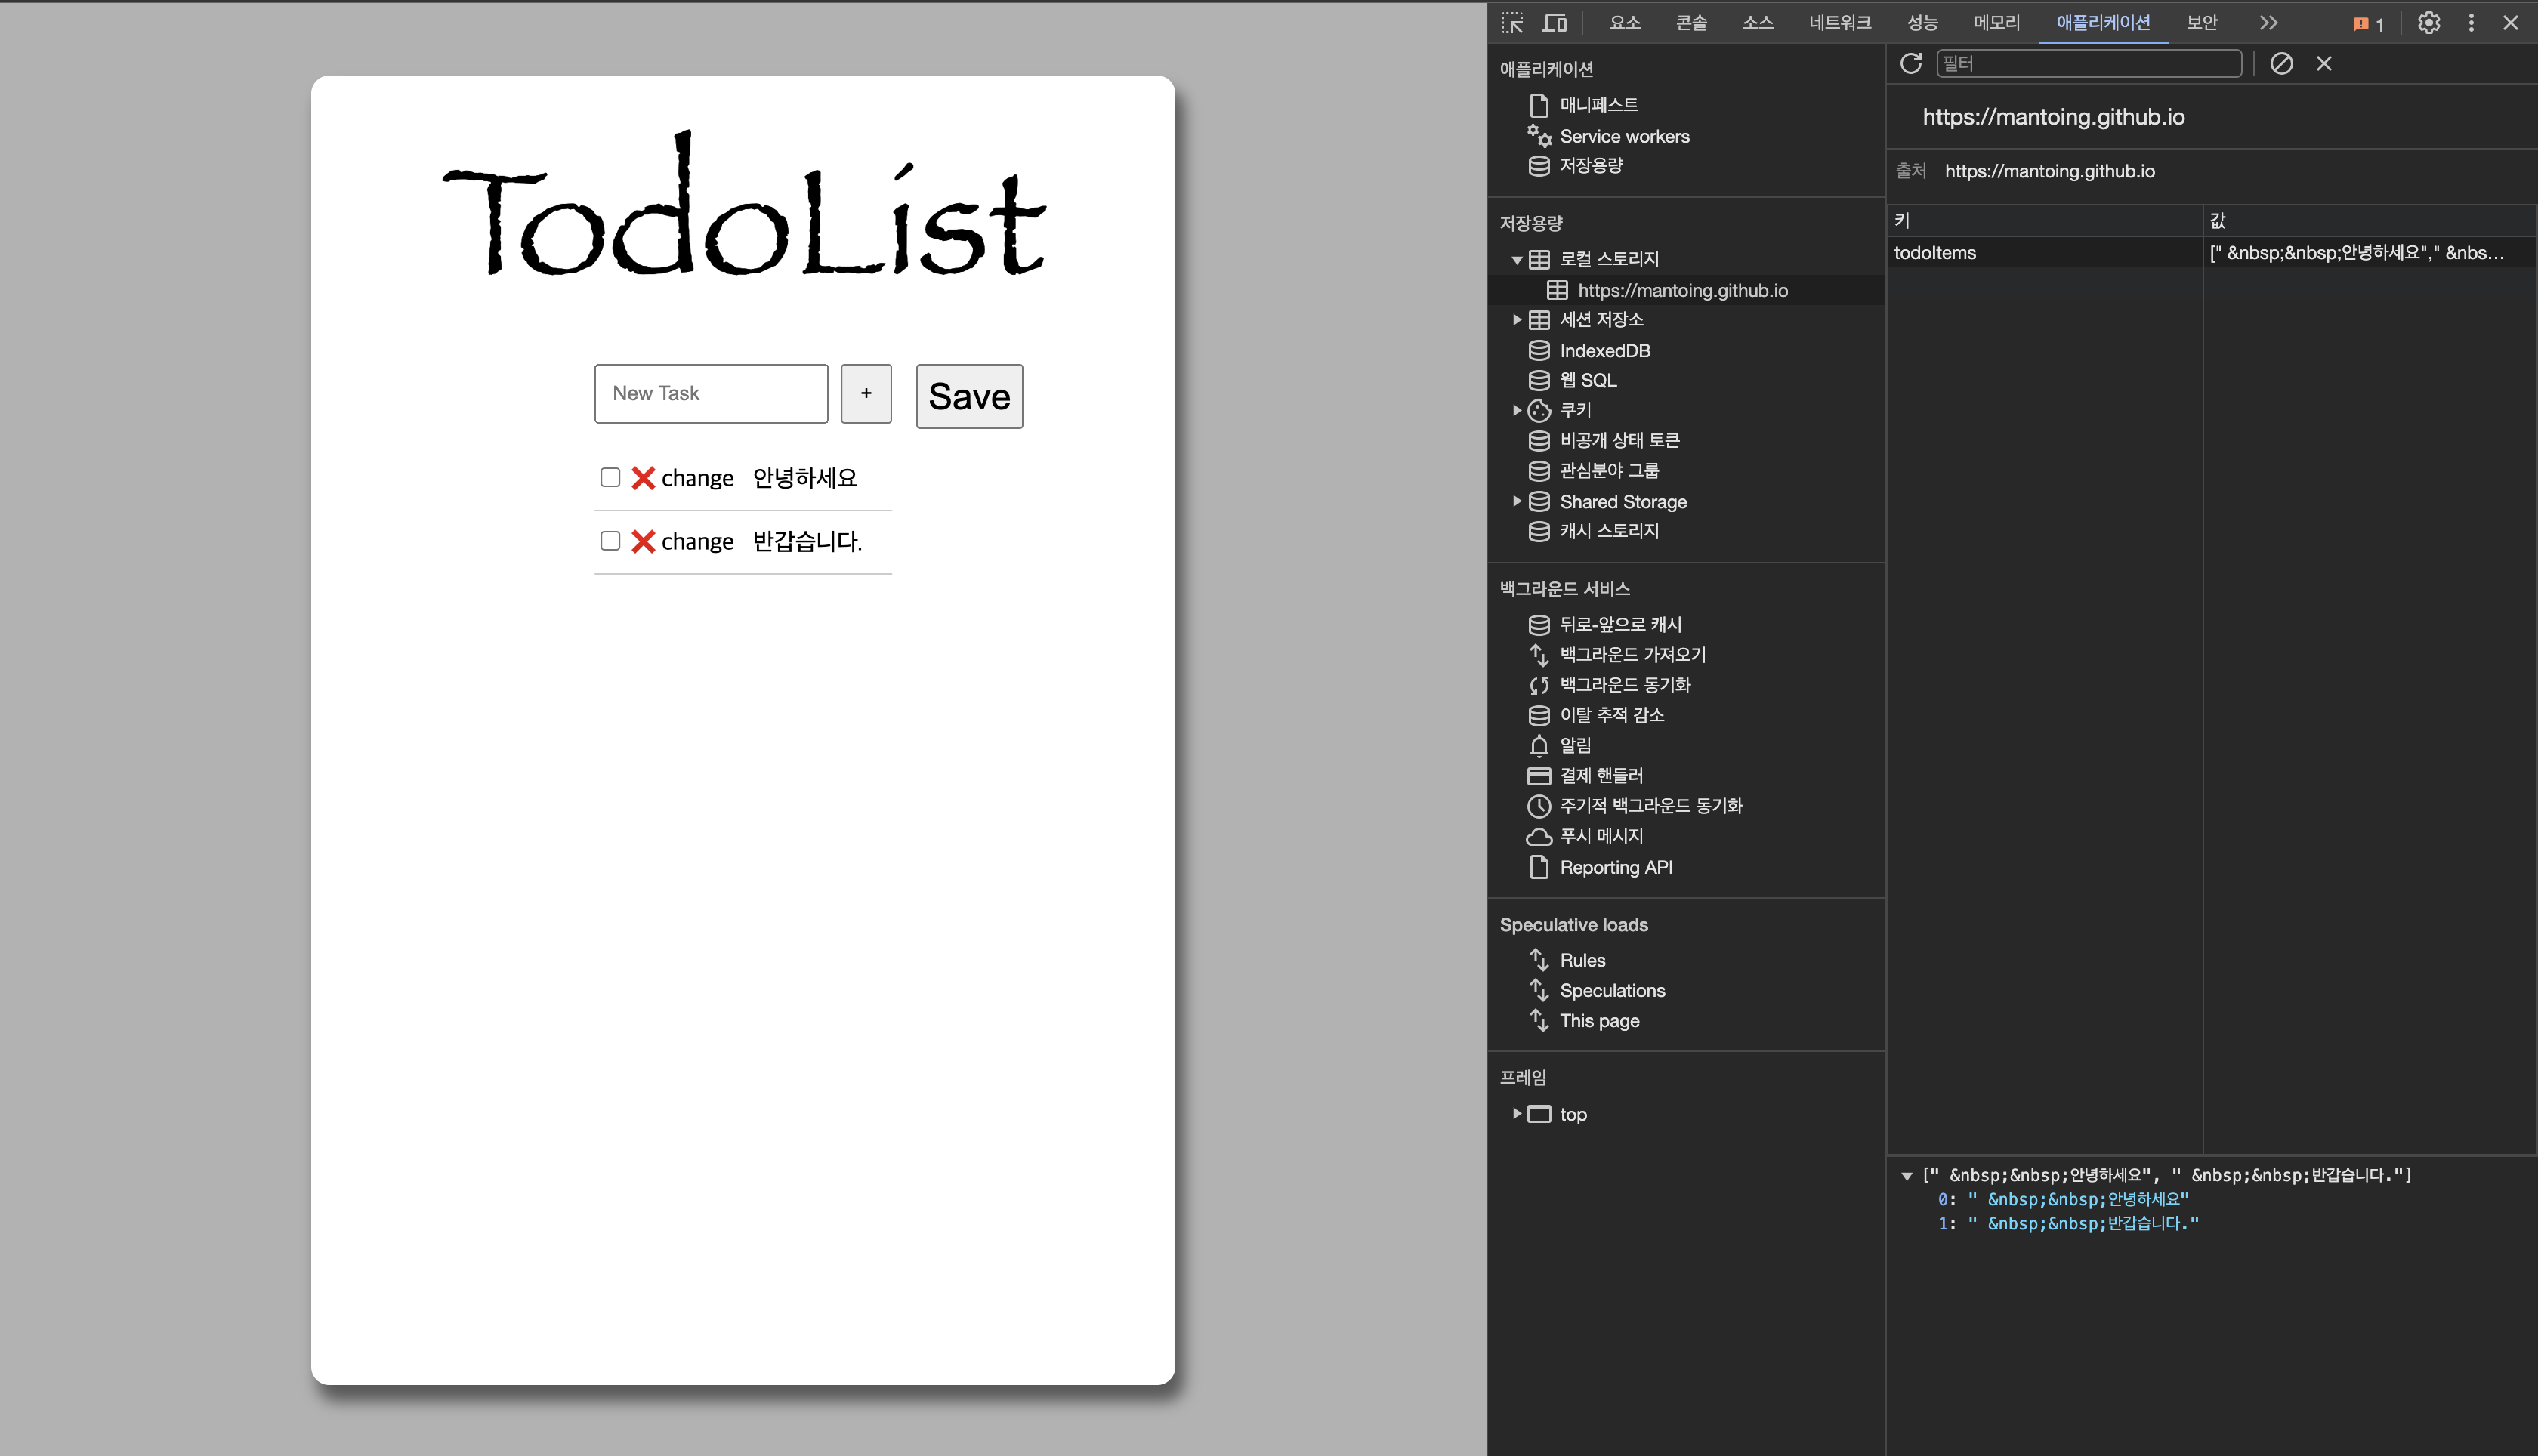 TodoList
New Task
+
Save
change 안녕하세요
change 반갑습니다.
요소 콘솔 소스 네트워크 성능 메모리 애플리케이션 보안 1
애플리케이션
매니페스트
Service workers
저장용량
저장용량
로컬 스토리지
https://mantoing.github.io
세션 저장소
IndexedDB
웹 SQL
쿠키
비공개 상태 토큰
관심분야 그룹
Shared Storage
캐시 스토리지
백그라운드 서비스
뒤로-앞으로 캐시
백그라운드 가져오기
백그라운드 동기화
이탈 추적 감소
알림
결제 핸들러
주기적 백그라운드 동기화
푸시 메시지
Reporting API
Speculative loads
Rules
Speculations
This page
프레임
top
필터
https://mantoing.github.io
출처 https://mantoing.github.io
키 값
todoItems [" &nbsp;&nbsp;안녕하세요"," &nbs…
[" &nbsp;&nbsp;안녕하세요", " &nbsp;&nbsp;반갑습니다."]
0: " &nbsp;&nbsp;안녕하세요"
1: " &nbsp;&nbsp;반갑습니다."